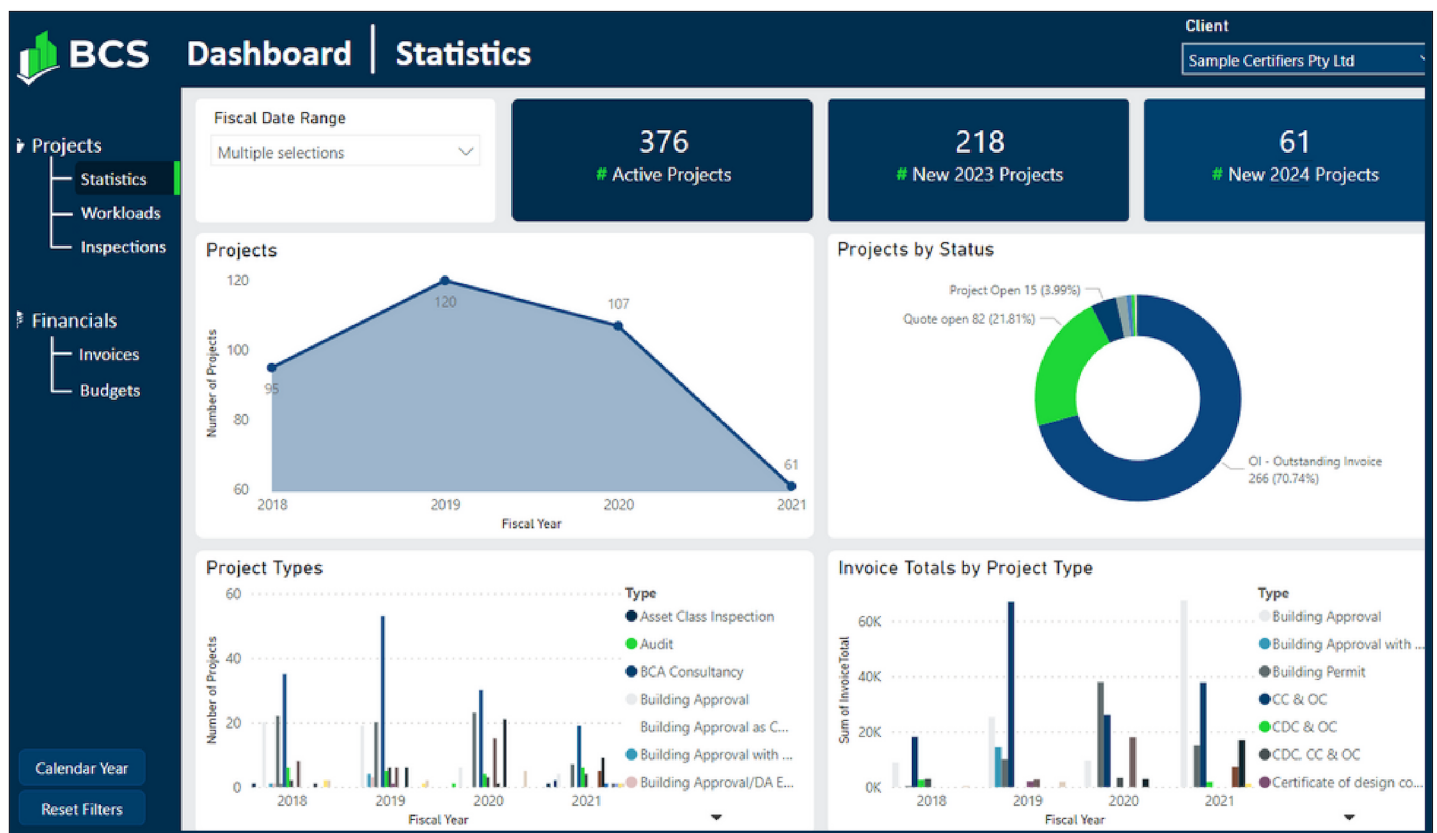 BCS
Dashboard
Statistics
Client
Sample Certifiers Pty Ltd
Projects
Statistics
Workloads
Inspections
Financials
Invoices
Budgets
Calendar Year
Reset Filters
Fiscal Date Range
Multiple selections
376
# Active Projects
218
# New 2023 Projects
61
# New 2024 Projects
Projects
120
100
80
60
Number of Projects
95
120
107
61
2018 2019 2020 2021
Fiscal Year
Projects by Status
Project Open 15 (3.99%)
Quote open 82 (21.81%)
OI - Outstanding Invoice
266 (70.74%)
Project Types
60
40
20
0
Number of Projects
2018 2019 2020 2021
Fiscal Year
Type
Asset Class Inspection
Audit
BCA Consultancy
Building Approval
Building Approval as C...
Building Approval with ...
Building Approval/DA E...
Invoice Totals by Project Type
60K
40K
20K
0K
Sum of InvoiceTotal
2018 2019 2020 2021
Fiscal Year
Type
Building Approval
Building Approval with ...
Building Permit
CC & OC
CDC & OC
CDC. CC & OC
Certificate of design co...